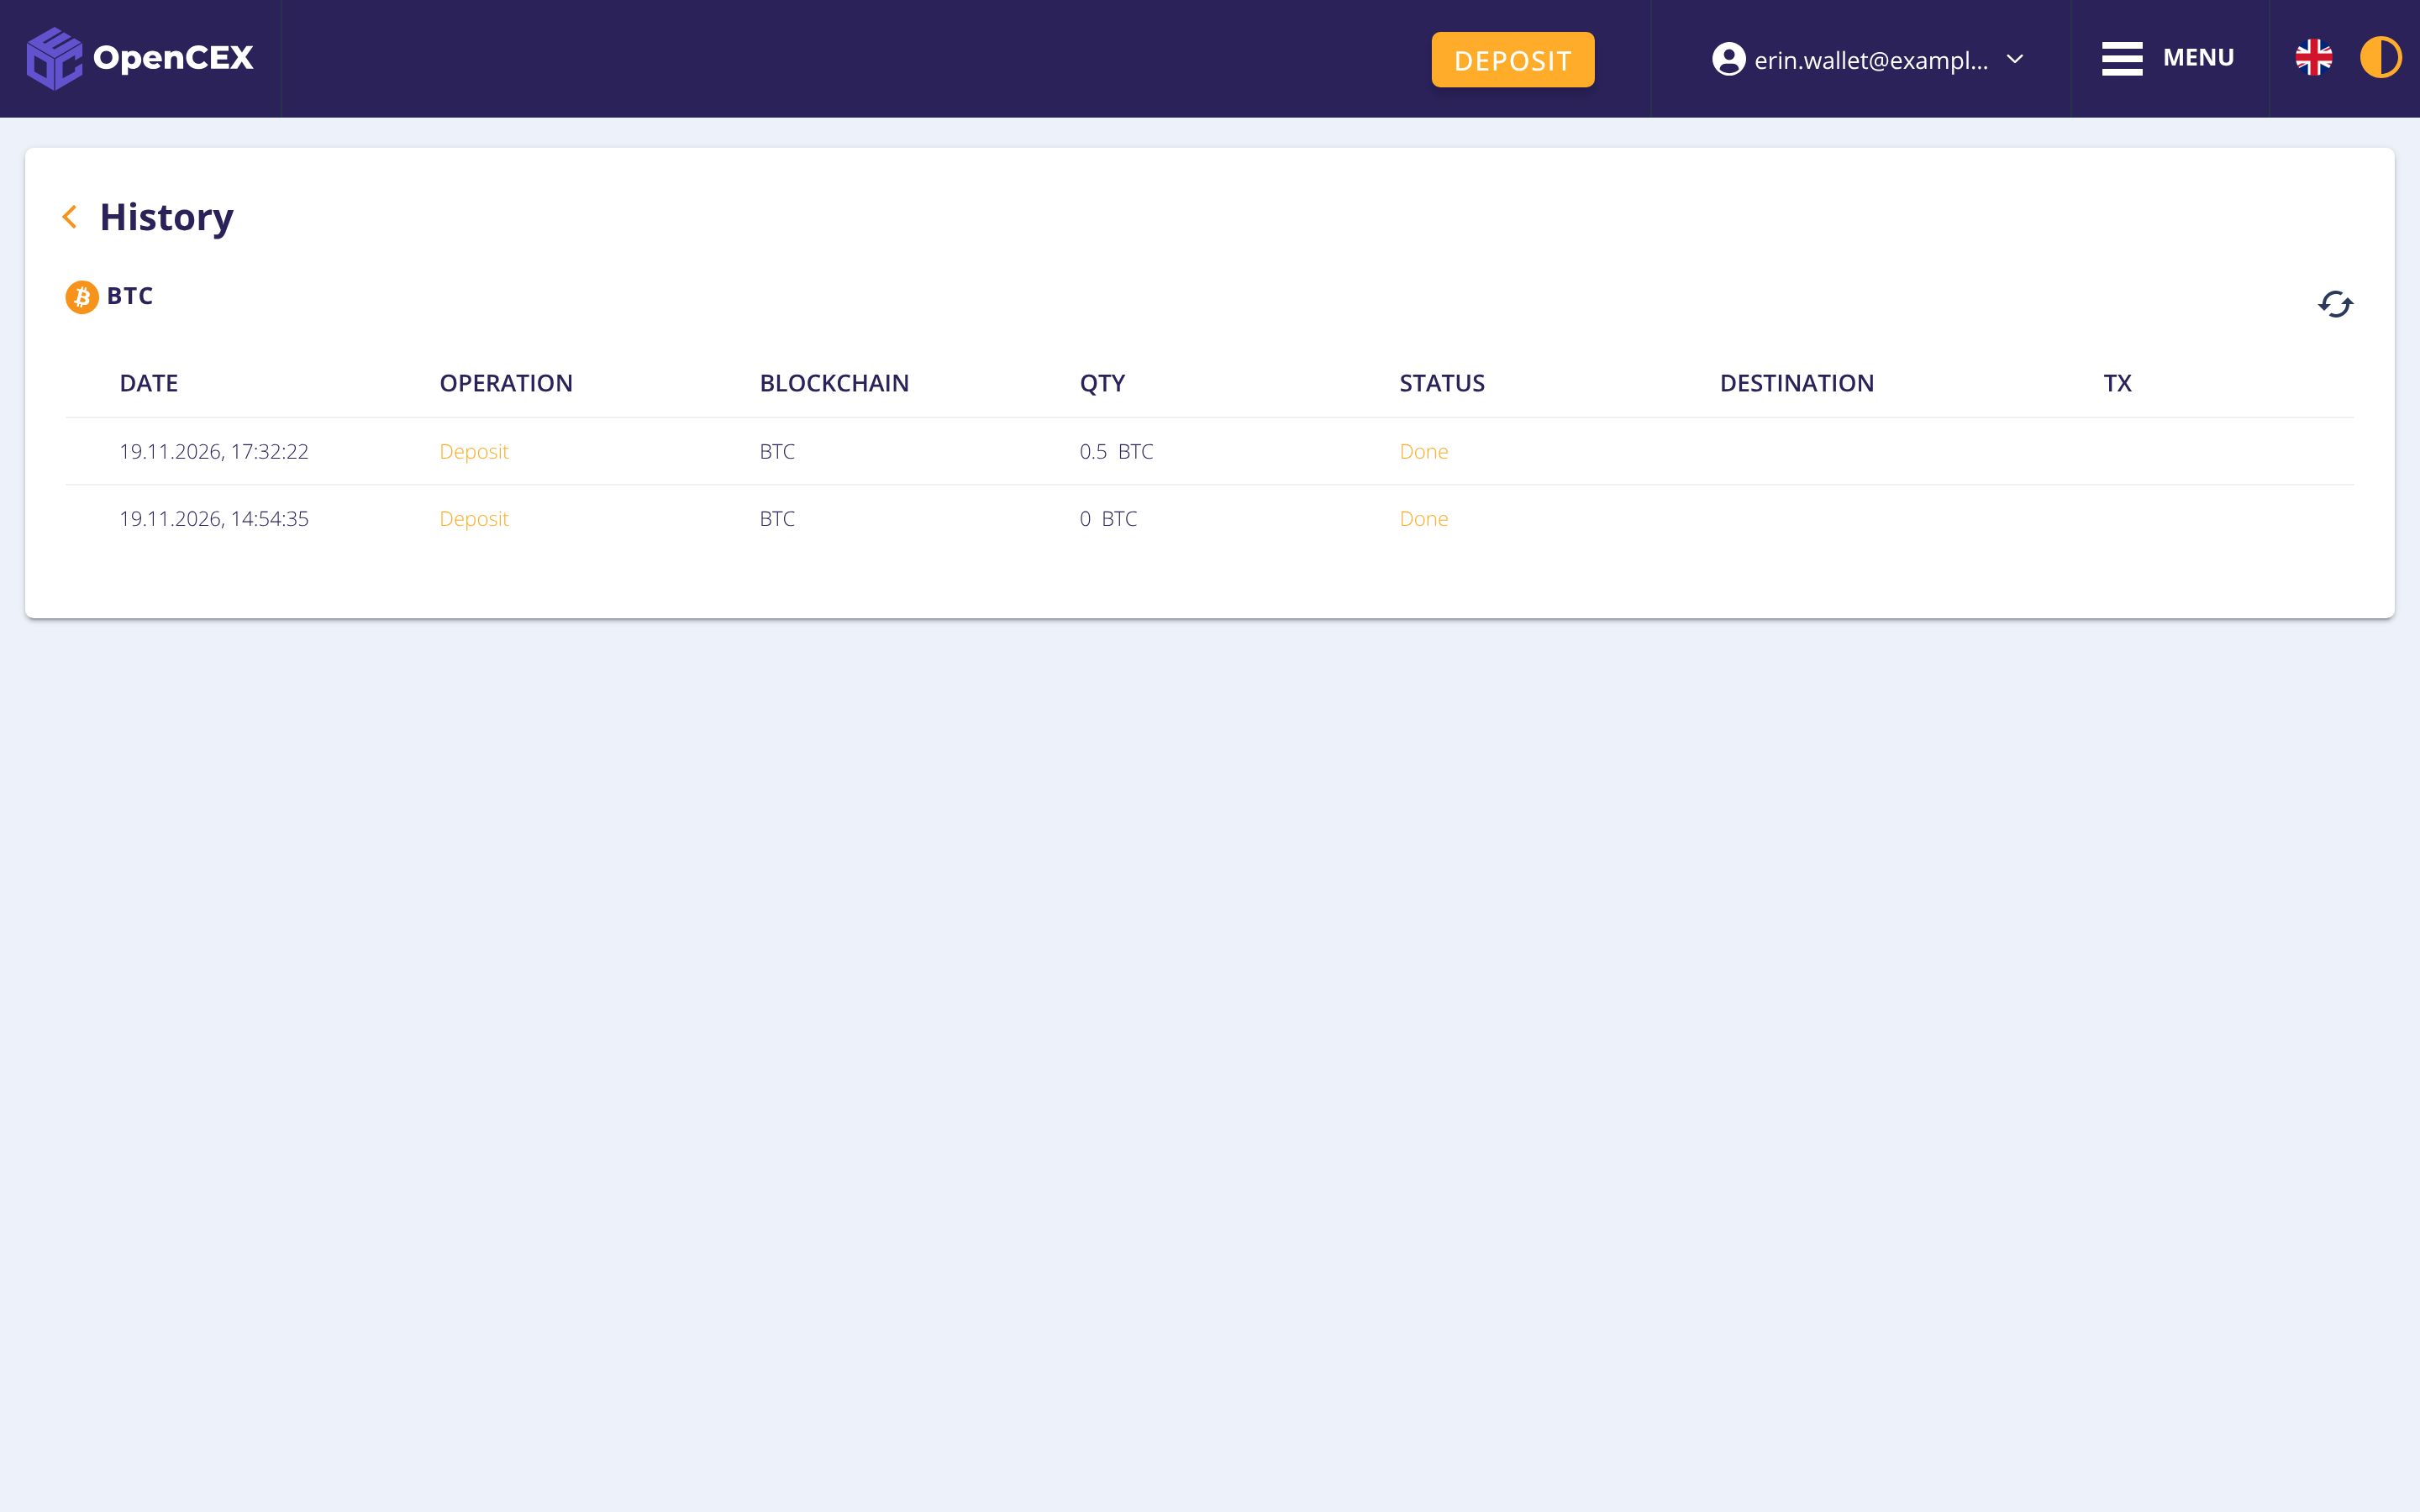 OpenCEX
DEPOSIT
erin.wallet@exampl...
MENU
History
BTC
DATE OPERATION BLOCKCHAIN QTY STATUS DESTINATION TX
19.11.2026, 17:32:22 Deposit BTC 0.5 BTC Done
19.11.2026, 14:54:35 Deposit BTC 0 BTC Done